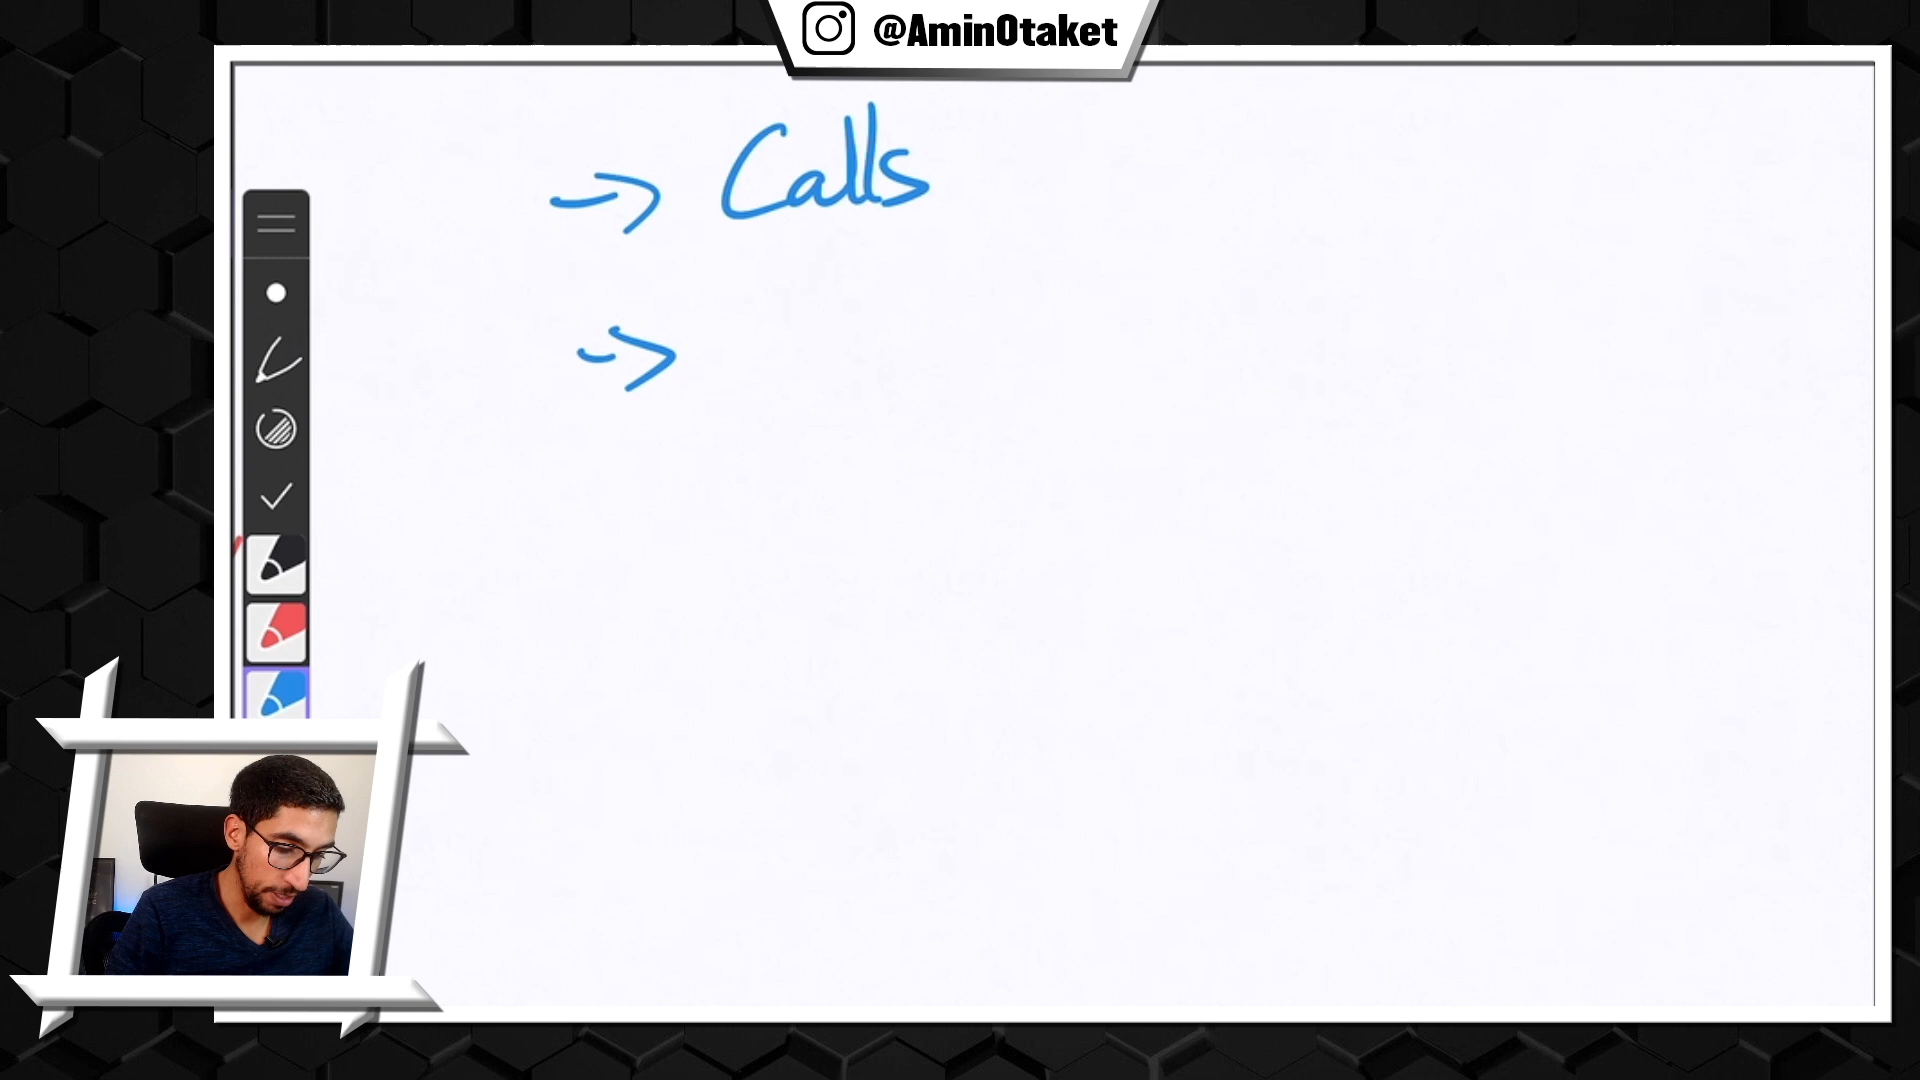 @AminOtaket
→ Calls
→